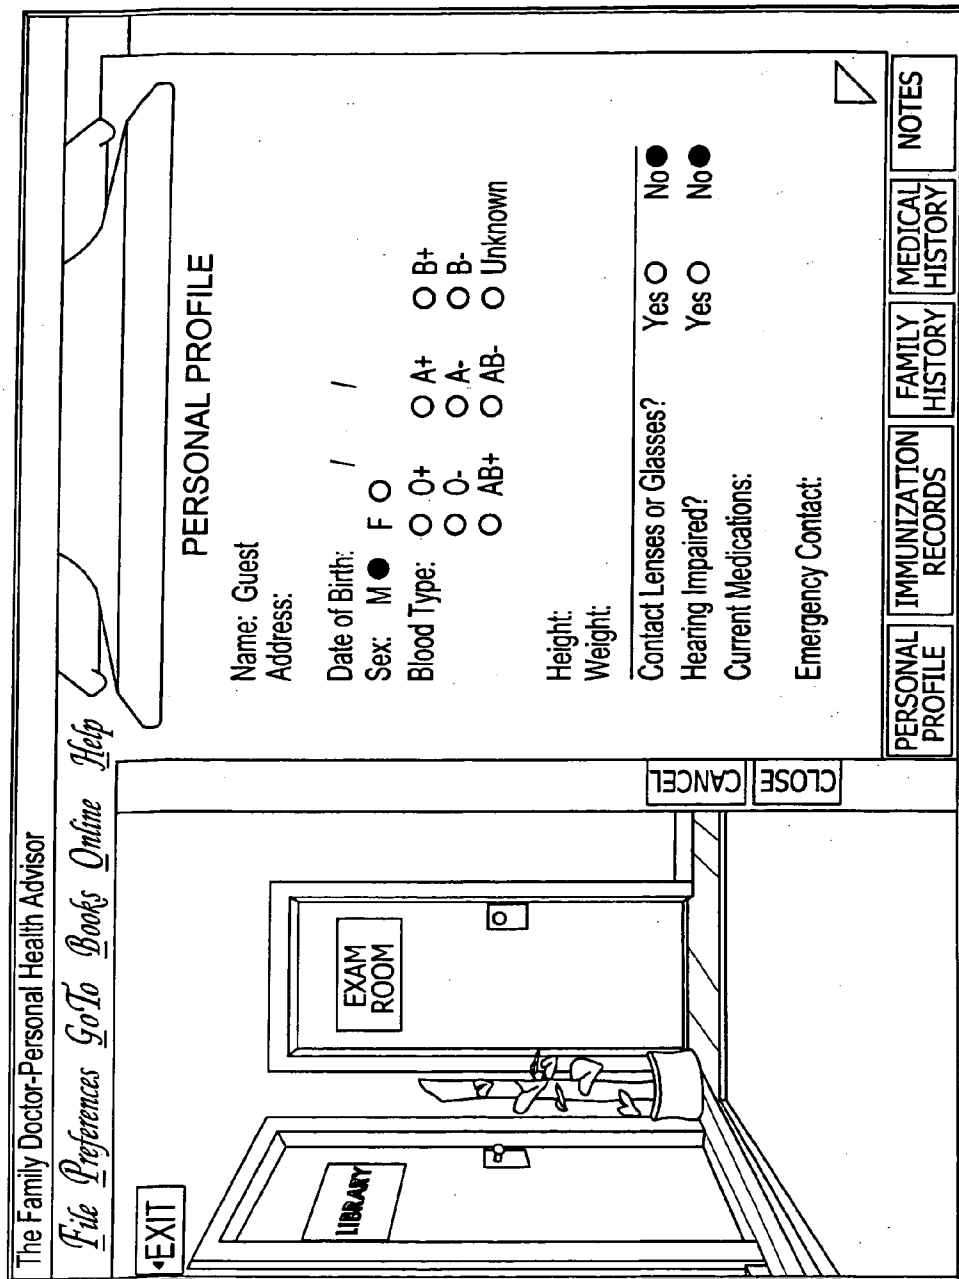 The Family Doctor-Personal Health Advisor
File Preferences GoTo Books Online Help
◂EXIT
LIBRARY
EXAM
ROOM
CANCEL
CLOSE
PERSONAL PROFILE
Name: Guest
Address:
Date of Birth: / /
Sex: M ● F ○
Blood Type: ○ O+ ○ A+ ○ B+
○ O- ○ A- ○ B-
○ AB+ ○ AB- ○ Unknown
Height:
Weight:
Contact Lenses or Glasses? Yes ○ No ●
Hearing Impaired? Yes ○ No ●
Current Medications:
Emergency Contact:
PERSONAL
PROFILE
IMMUNIZATION
RECORDS
FAMILY
HISTORY
MEDICAL
HISTORY
NOTES